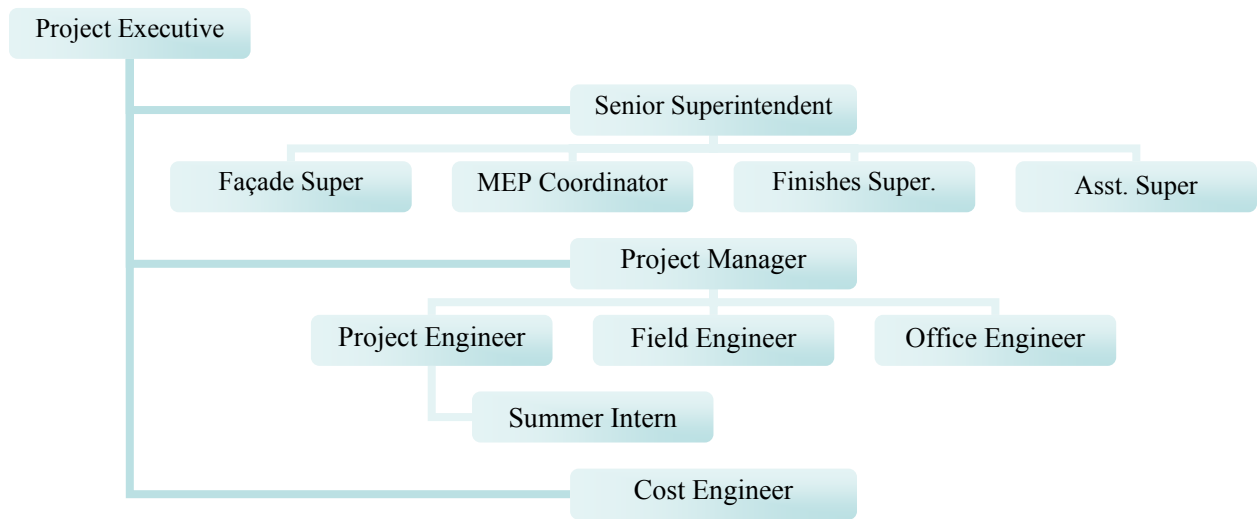 Project Executive
Senior Superintendent
Façade Super
MEP Coordinator
Finishes Super.
Asst. Super
Project Manager
Project Engineer
Field Engineer
Office Engineer
Summer Intern
Cost Engineer